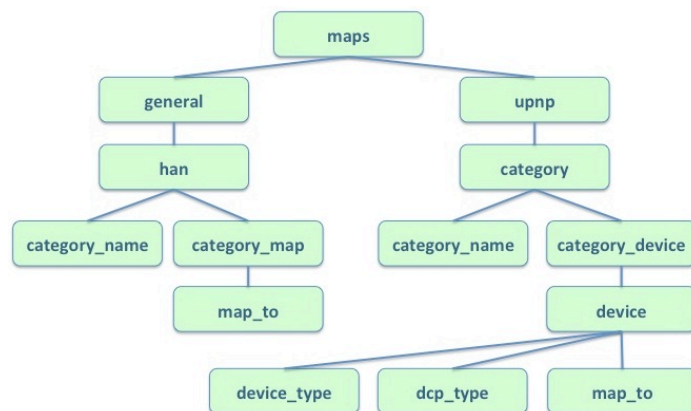 maps
general
upnp
han
category
category_name
category_map
category_name
category_device
map_to
device
device_type
dcp_type
map_to